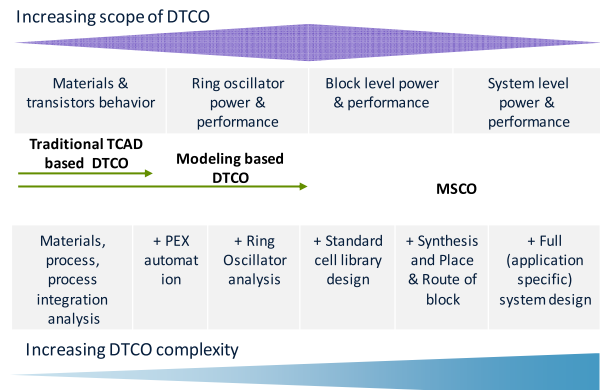 Increasing scope of DTCO
Materials &
transistors behavior
Ring oscillator
power &
performance
Block level power
& performance
System level
power &
performance
Traditional TCAD
based  DTCO
Modeling based
DTCO
MSCO
Materials,
process,
process
integration
analysis
+ PEX
automat
ion
+ Ring
Oscillator
analysis
+ Standard
cell library
design
+ Synthesis
and Place
& Route of
block
+ Full
(application
specific)
system design
Increasing DTCO complexity